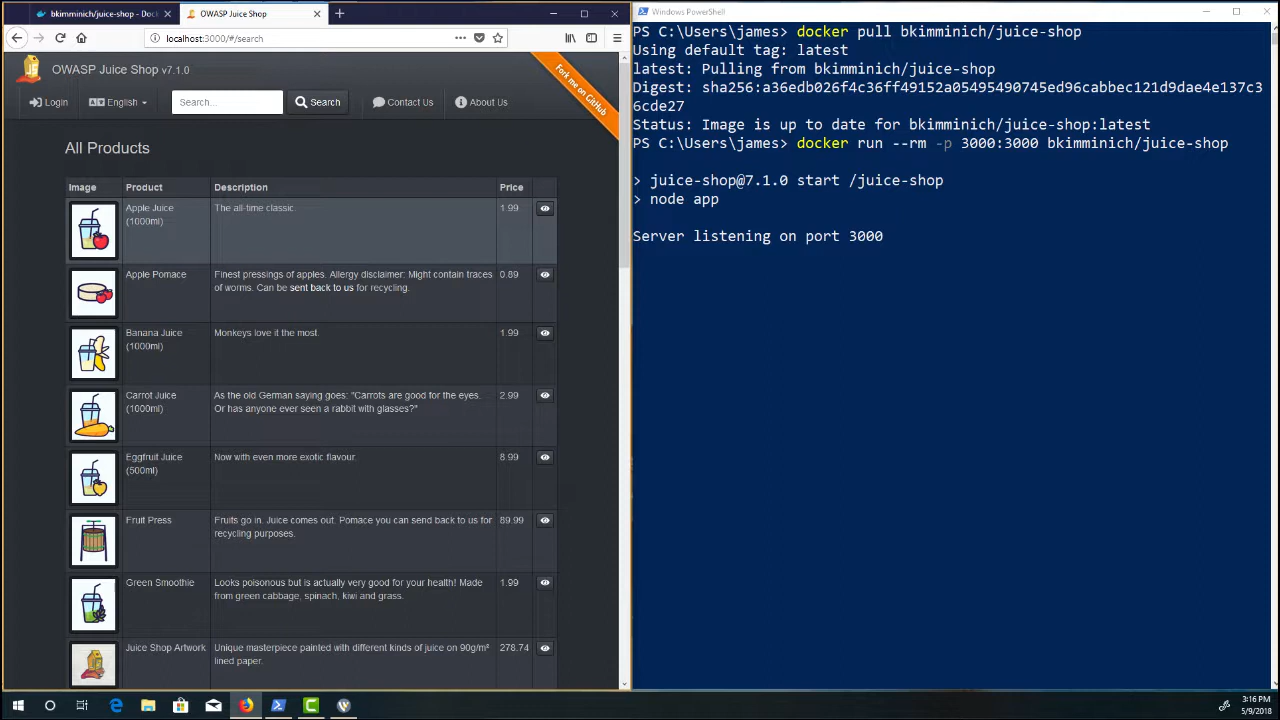 bkimminich/juice-shop - Doc
OWASP Juice Shop
localhost:3000/#/search
OWASP Juice Shop v7.1.0
Fork me on GitHub
Login
English
Search...
Search
Contact Us
About Us
All Products
Image Product Description Price
Apple Juice (1000ml)
The all-time classic.
1.99
Apple Pomace
Finest pressings of apples. Allergy disclaimer: Might contain traces
of worms. Can be sent back to us for recycling.
0.89
Banana Juice (1000ml)
Monkeys love it the most.
1.99
Carrot Juice (1000ml)
As the old German saying goes: "Carrots are good for the eyes.
Or has anyone ever seen a rabbit with glasses?"
2.99
Eggfruit Juice (500ml)
Now with even more exotic flavour.
8.99
Fruit Press
Fruits go in. Juice comes out. Pomace you can send back to us for
recycling purposes.
89.99
Green Smoothie
Looks poisonous but is actually very good for your health! Made
from green cabbage, spinach, kiwi and grass.
1.99
Juice Shop Artwork
Unique masterpiece painted with different kinds of juice on 90g/m²
lined paper.
278.74
Windows PowerShell
PS C:\Users\james> docker pull bkimminich/juice-shop
Using default tag: latest
latest: Pulling from bkimminich/juice-shop
Digest: sha256:a36edb026f4c36ff49152a05495490745ed96cabbec121d9dae4e137c3
6cde27
Status: Image is up to date for bkimminich/juice-shop:latest
PS C:\Users\james> docker run --rm -p 3000:3000 bkimminich/juice-shop
> juice-shop@7.1.0 start /juice-shop
> node app
Server listening on port 3000
3:16 PM
5/9/2018